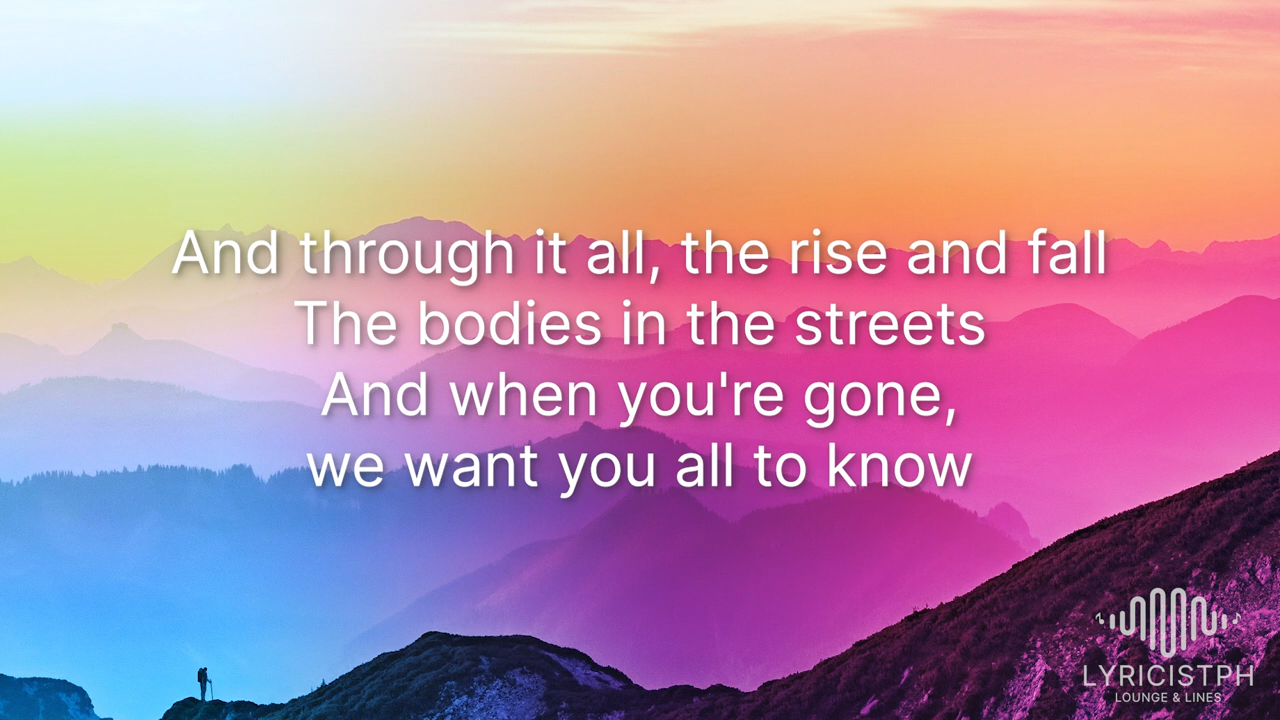 And through it all, the rise and fall
The bodies in the streets
And when you're gone,
we want you all to know
LYRICISTPH
LOUNGE & LINES